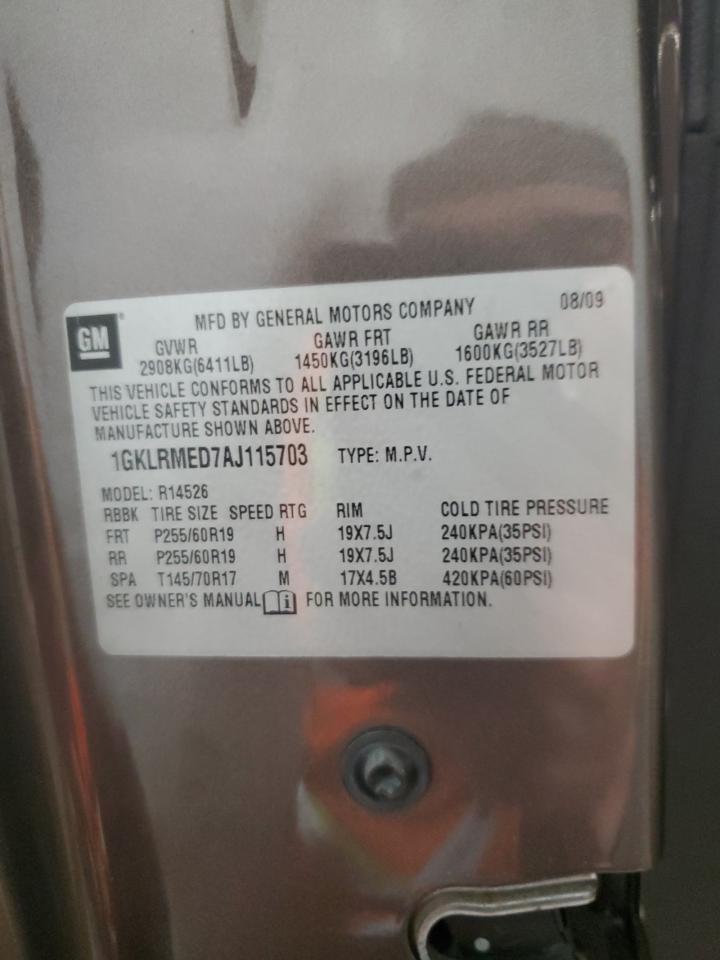 GM
MFD BY GENERAL MOTORS COMPANY 08/09
GVWR GAWR FRT GAWR RR
2908KG(6411LB) 1450KG(3196LB) 1600KG(3527LB)
THIS VEHICLE CONFORMS TO ALL APPLICABLE U.S. FEDERAL MOTOR
VEHICLE SAFETY STANDARDS IN EFFECT ON THE DATE OF
MANUFACTURE SHOWN ABOVE.
1GKLRMED7AJ115703 TYPE: M.P.V.
MODEL: R14526
RBBK TIRE SIZE SPEED RTG RIM COLD TIRE PRESSURE
FRT P255/60R19 H 19X7.5J 240KPA(35PSI)
RR P255/60R19 H 19X7.5J 240KPA(35PSI)
SPA T145/70R17 M 17X4.5B 420KPA(60PSI)
SEE OWNER'S MANUAL i FOR MORE INFORMATION.